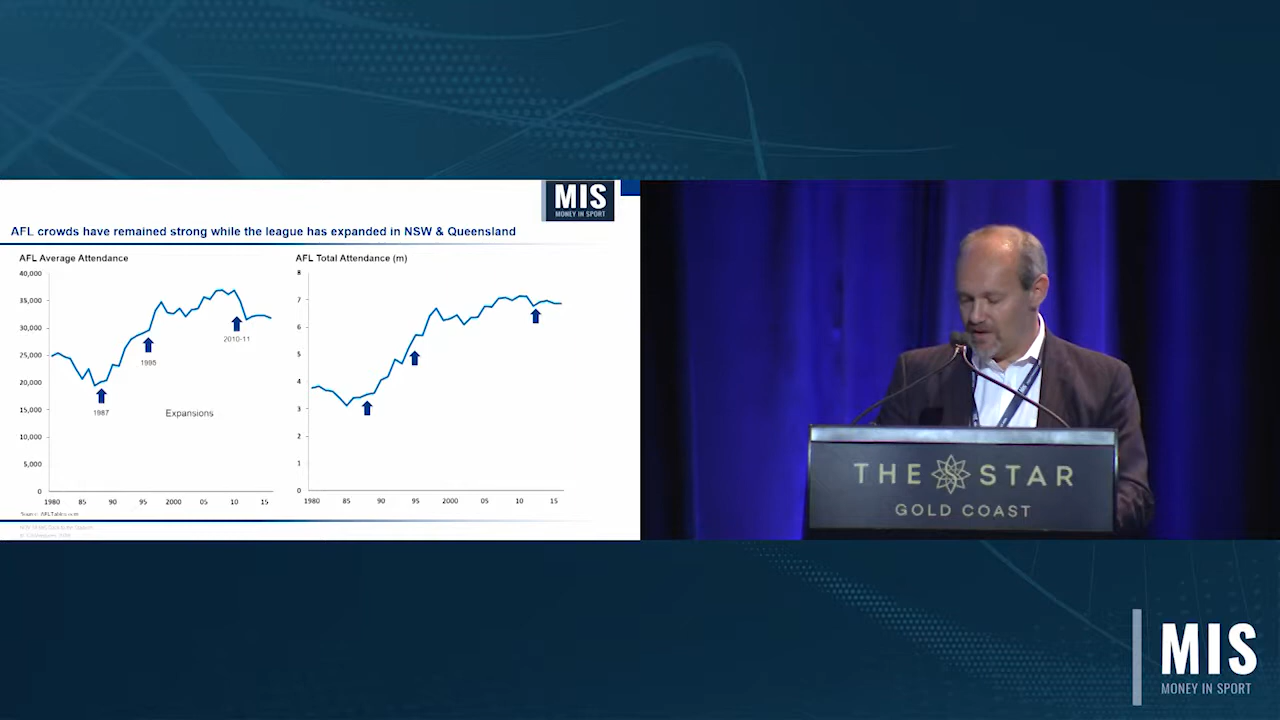 MIS
MONEY IN SPORT
AFL crowds have remained strong while the league has expanded in NSW & Queensland
AFL Average Attendance
40,000
35,000
30,000
25,000
20,000
15,000
10,000
5,000
0
1980 85 90 95 2000 05 10 15
1987
1995
2010-11
Expansions
AFL Total Attendance (m)
8
7
6
5
4
3
2
1
0
1980 85 90 95 2000 05 10 15
THE STAR
GOLD COAST
MIS
MONEY IN SPORT